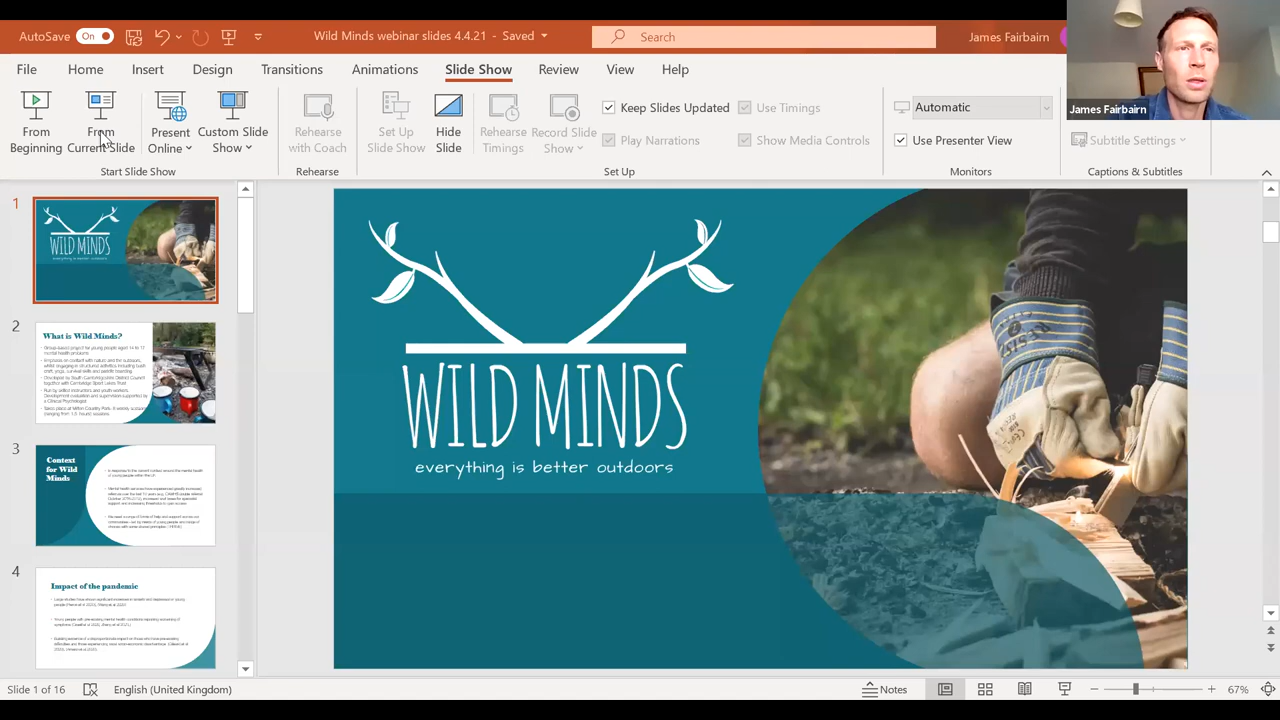 AutoSave On
Wild Minds webinar slides 4.4.21 - Saved
Search
James Fairbairn
James Fairbairn
File Home Insert Design Transitions Animations Slide Show Review View Help
From Beginning
From Current Slide
Present Online
Custom Slide Show
Start Slide Show
Rehearse with Coach
Rehearse
Set Up Slide Show
Hide Slide
Rehearse Timings
Record Slide Show
Keep Slides Updated
Play Narrations
Use Timings
Show Media Controls
Set Up
Automatic
Use Presenter View
Monitors
Subtitle Settings
Captions & Subtitles
1
WILD MINDS
everything is better outdoors
2
What is Wild Minds?
3
Context
for Wild
Minds
4
Impact of the pandemic
WILD MINDS
everything is better outdoors
Slide 1 of 16
English (United Kingdom)
Notes
67%